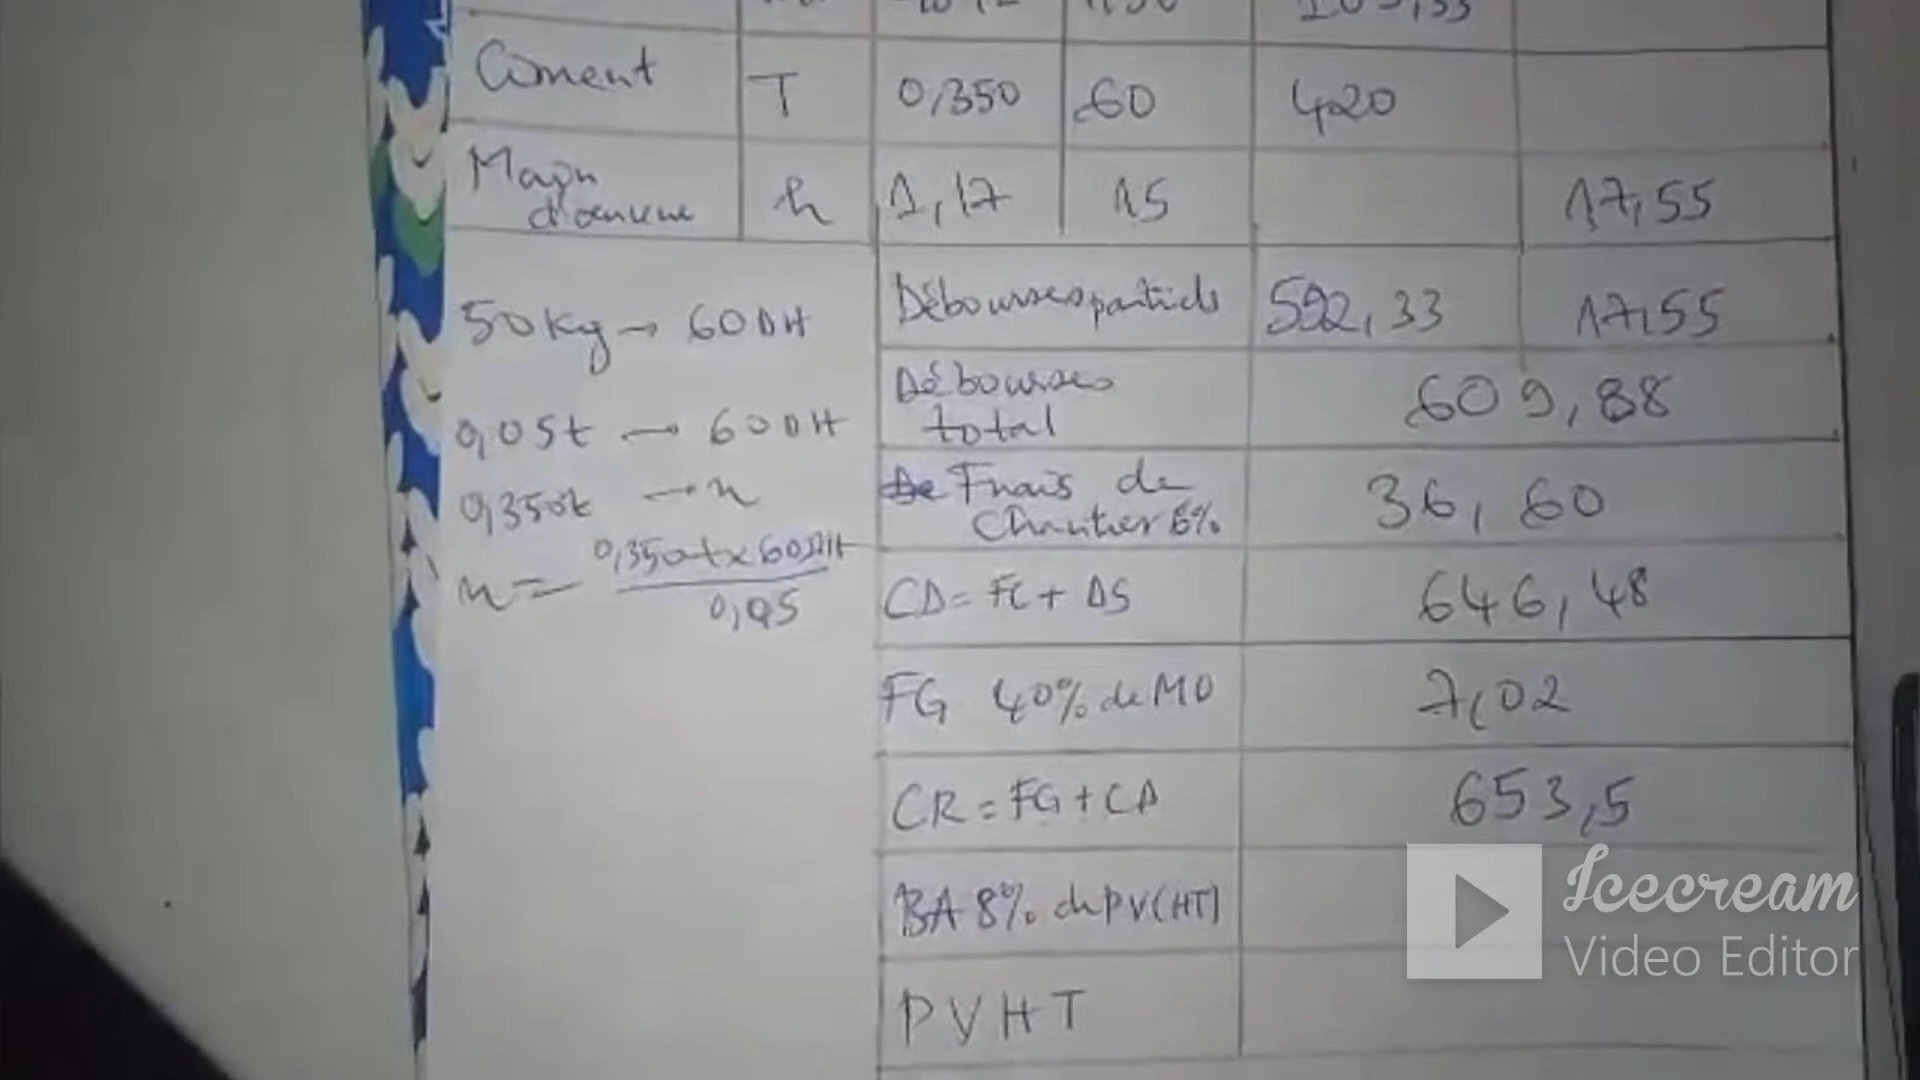 Ciment T 0,350 60 420
Main
d'oeuvre h 1,17 15 17,55
50kg → 60DH
0,05t → 60DH
0,350t → x
x = 0,350t x 60DH
0,05
Débourses partiels 592,33 17,55
Débourses
total 609,88
Frais de
Chantier 6% 36,60
CD = FC + DS 646,48
FG 40% de MO 7,02
CR = FG + CD 653,5
BA 8% du PV(HT)
PVHT
Icecream
Video Editor